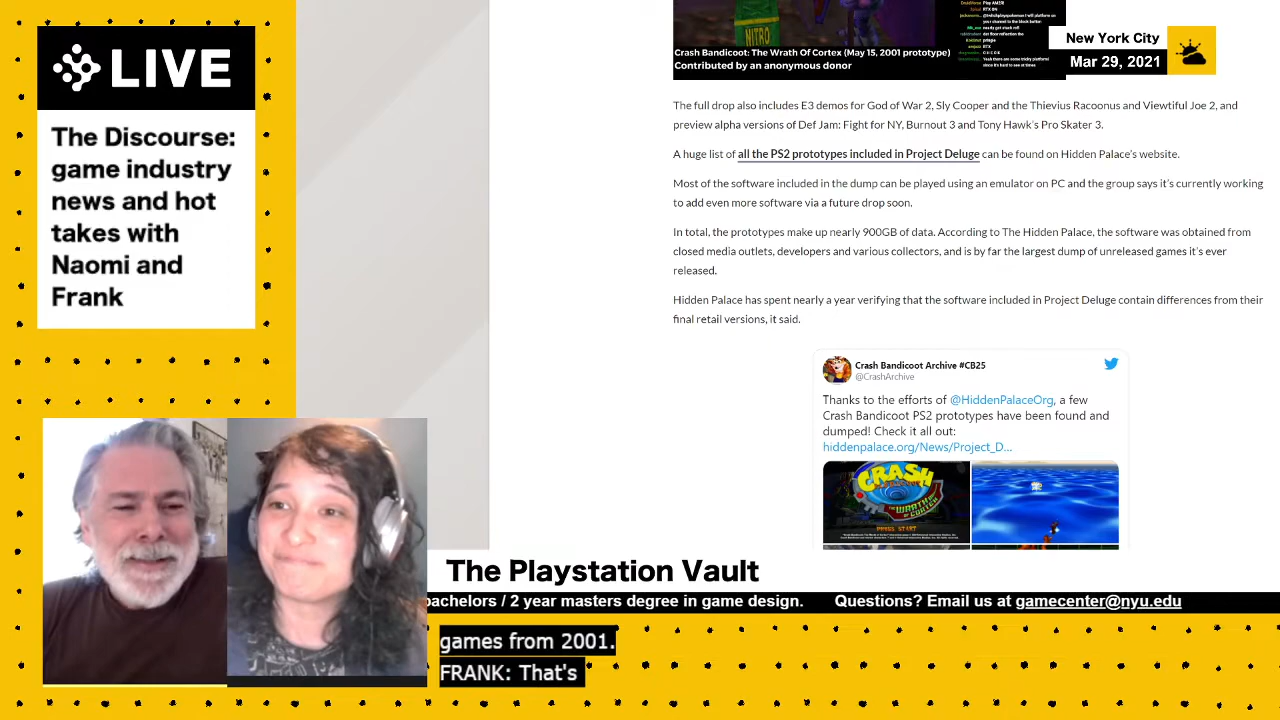 LIVE
The Discourse:
game industry
news and hot
takes with
Naomi and
Frank
NITRO
Crash Bandicoot: The Wrath Of Cortex (May 15, 2001 prototype)
Contributed by an anonymous donor
New York City
Mar 29, 2021
The full drop also includes E3 demos for God of War 2, Sly Cooper and the Thievius Racoonus and Viewtiful Joe 2, and
preview alpha versions of Def Jam: Fight for NY, Burnout 3 and Tony Hawk's Pro Skater 3.
A huge list of all the PS2 prototypes included in Project Deluge can be found on Hidden Palace's website.
Most of the software included in the dump can be played using an emulator on PC and the group says it's currently working
to add even more software via a future drop soon.
In total, the prototypes make up nearly 900GB of data. According to The Hidden Palace, the software was obtained from
closed media outlets, developers and various collectors, and is by far the largest dump of unreleased games it's ever
released.
Hidden Palace has spent nearly a year verifying that the software included in Project Deluge contain differences from their
final retail versions, it said.
Crash Bandicoot Archive #CB25
@CrashArchive
Thanks to the efforts of @HiddenPalaceOrg, a few
Crash Bandicoot PS2 prototypes have been found and
dumped! Check it all out:
hiddenpalace.org/News/Project_D...
CRASH
THE WRATH OF
CORTEX
PRESS START
The Playstation Vault
bachelors / 2 year masters degree in game design. Questions? Email us at gamecenter@nyu.edu
games from 2001.
FRANK: That's